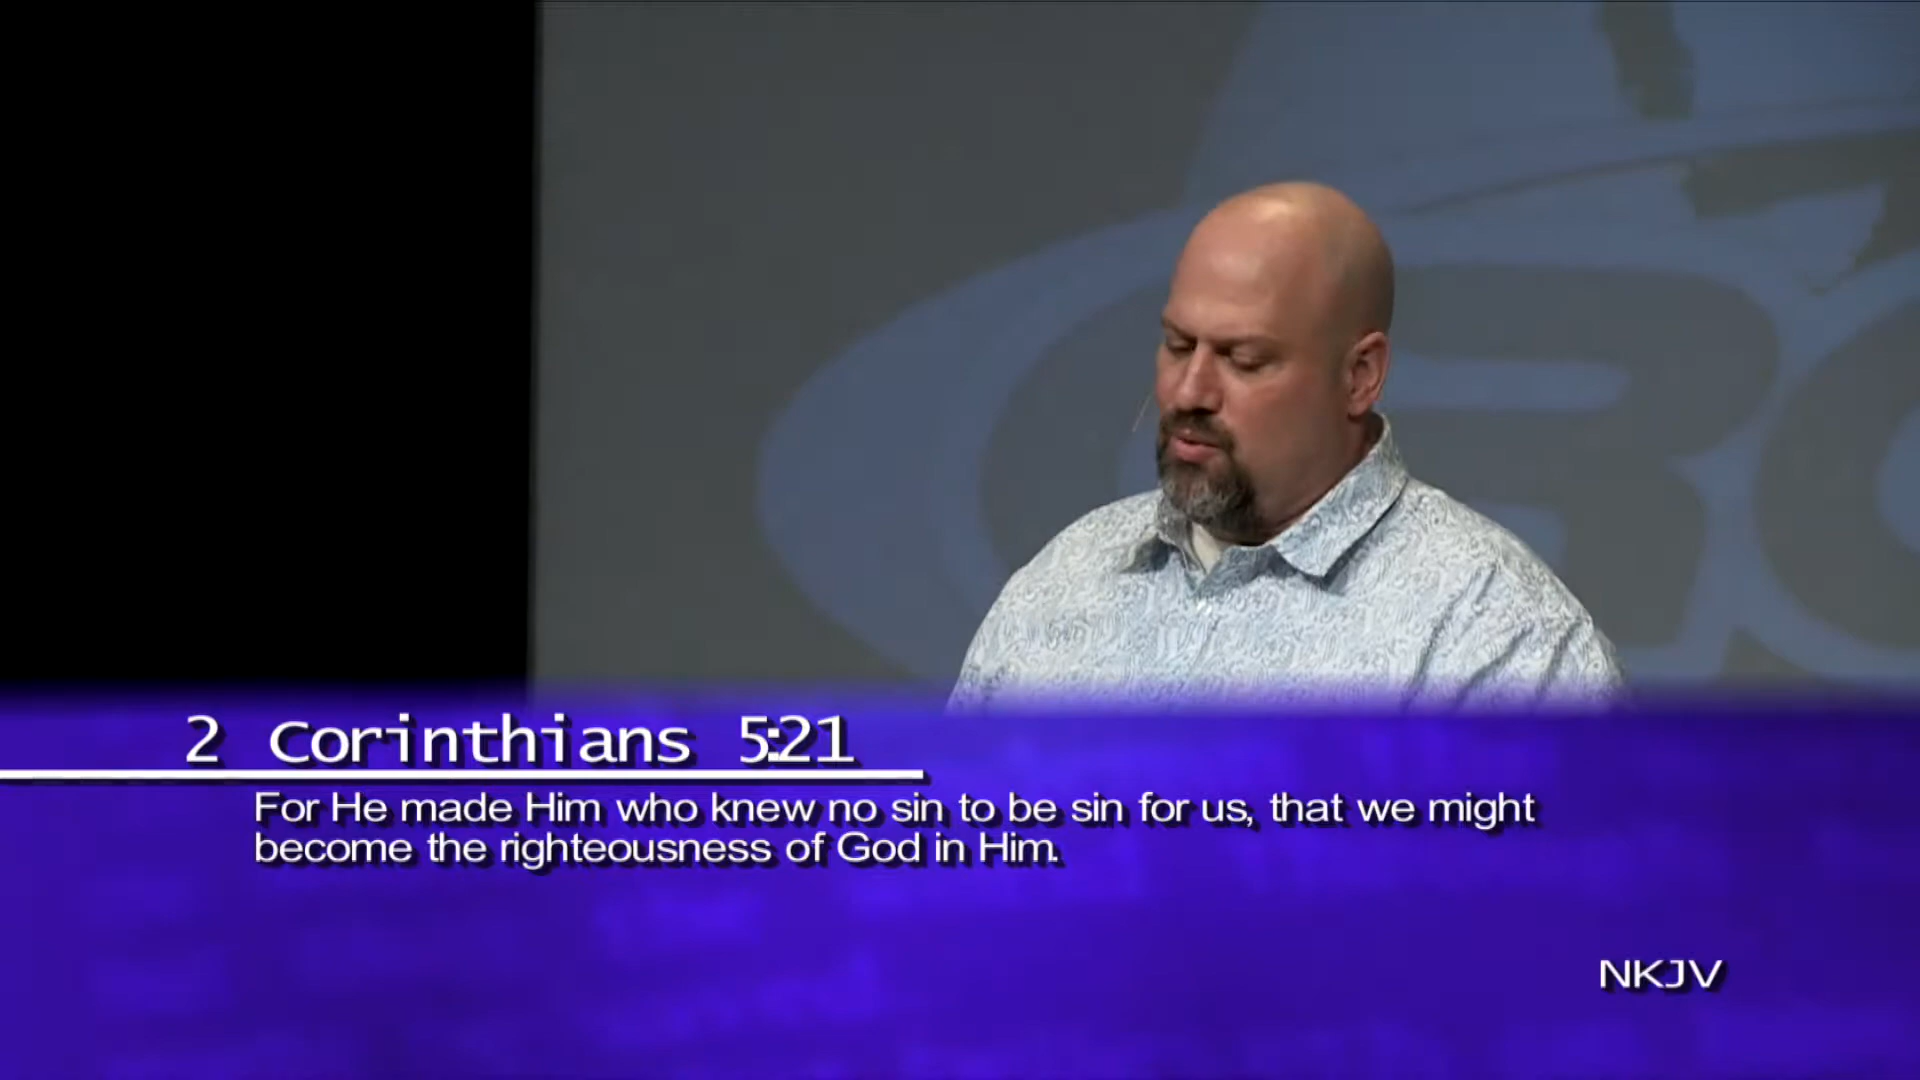 2 Corinthians 5:21
For He made Him who knew no sin to be sin for us, that we might
become the righteousness of God in Him.
NKJV